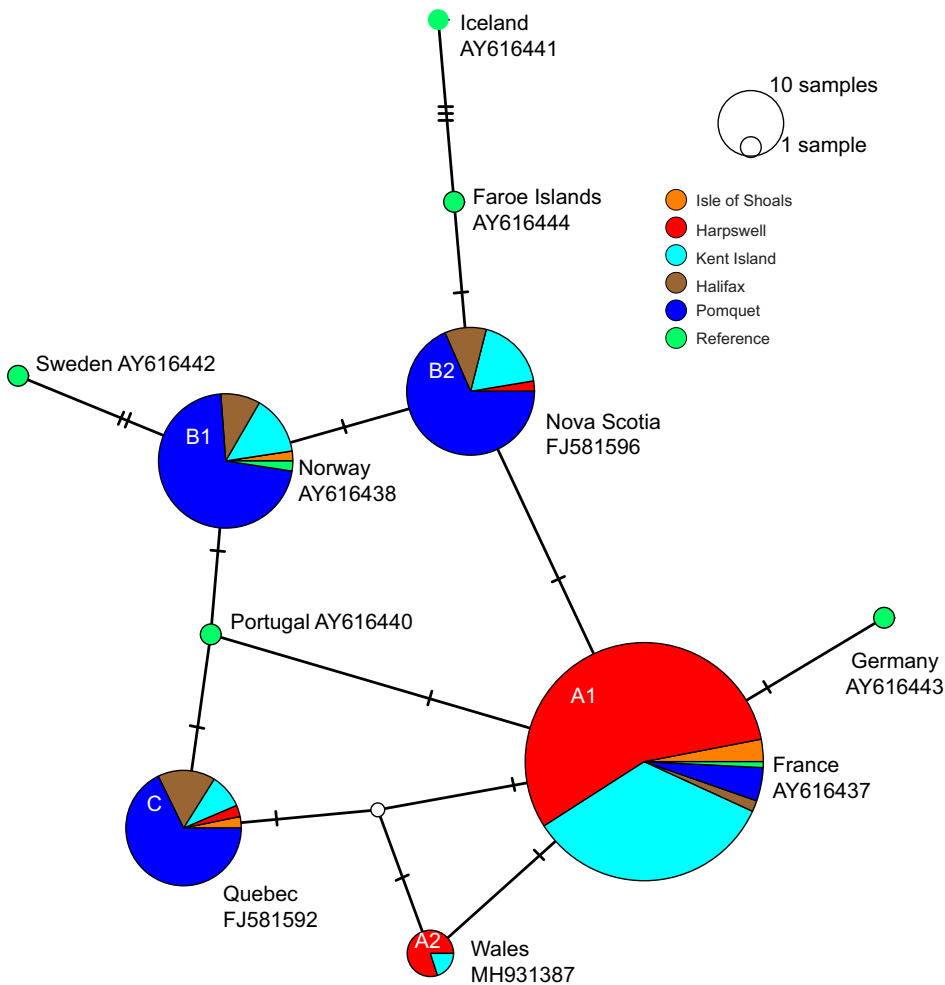 Iceland
AY616441
10 samples
1 sample
Faroe Islands
AY616444
Isle of Shoals
Harpswell
Kent Island
Halifax
Pomquet
Reference
Sweden AY616442
B2
Nova Scotia
FJ581596
B1
Norway
AY616438
Portugal AY616440
Germany
AY616443
A1
France
AY616437
C
Quebec
FJ581592
A2
Wales
MH931387